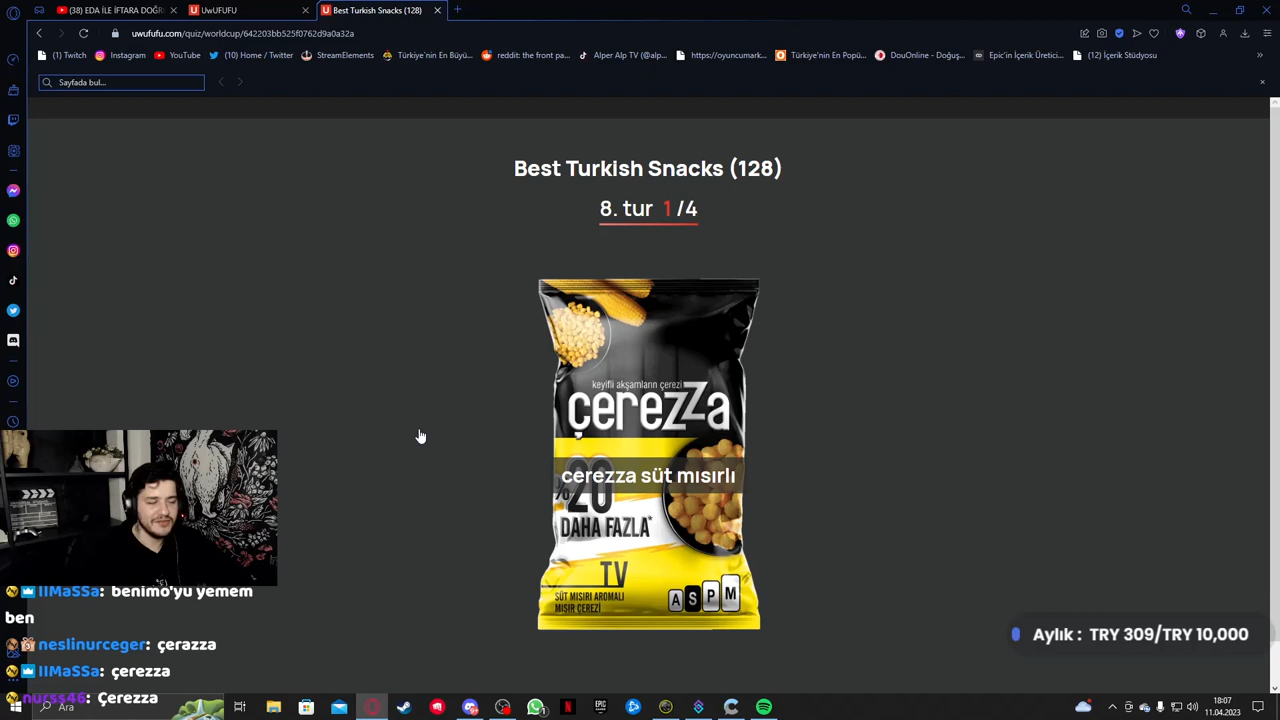 (38) EDA İLE İFTARA DOĞR
UwUFUFU
Best Turkish Snacks (128)
uwufufu.com/quiz/worldcup/642203bb525f0762d9a0a32a
(1) Twitch
Instagram
YouTube
(2) Home / Twitter
StreamElements
Türkiye'nin En Büyü...
reddit: the front pa...
Alper Alp TV (@alp...
https://oyuncumark...
Türkiye'nin En Popü...
DouOnline - Doğuş...
Epic'in İçerik Üretici...
(12) İçerik Stüdyosu
Sayfada bul...
Best Turkish Snacks (128)
8. tur 1 /4
keyifli akşamların çerezi
çerezza
cerezza süt mısırlı
%20
DAHA FAZLA*
TV
SÜT MISIRI AROMALI
MISIR ÇEREZİ
A S P M
IIMaSSa: benimo'yu yemem
ben
neslinurceger: çerazza
IIMaSSa: çerezza
nurss46: Çerezza
Aylık : TRY 309/TRY 10,000
Ara
18:07
11.04.2023